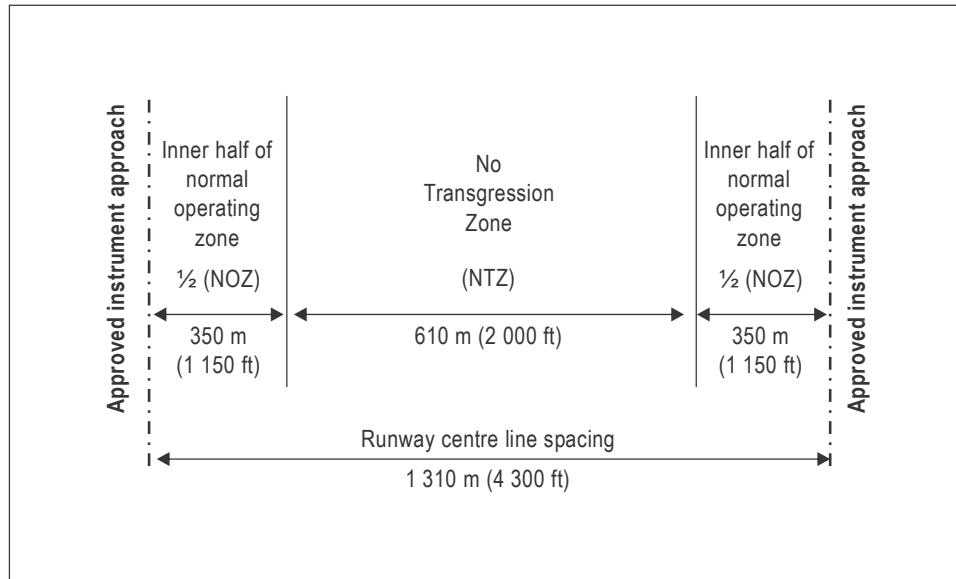 Approved instrument approach
Inner half of
normal
operating
zone
½ (NOZ)
350 m
(1 150 ft)
No
Transgression
Zone
(NTZ)
610 m (2 000 ft)
Inner half of
normal
operating
zone
½ (NOZ)
350 m
(1 150 ft)
Approved instrument approach
Runway centre line spacing
1 310 m (4 300 ft)